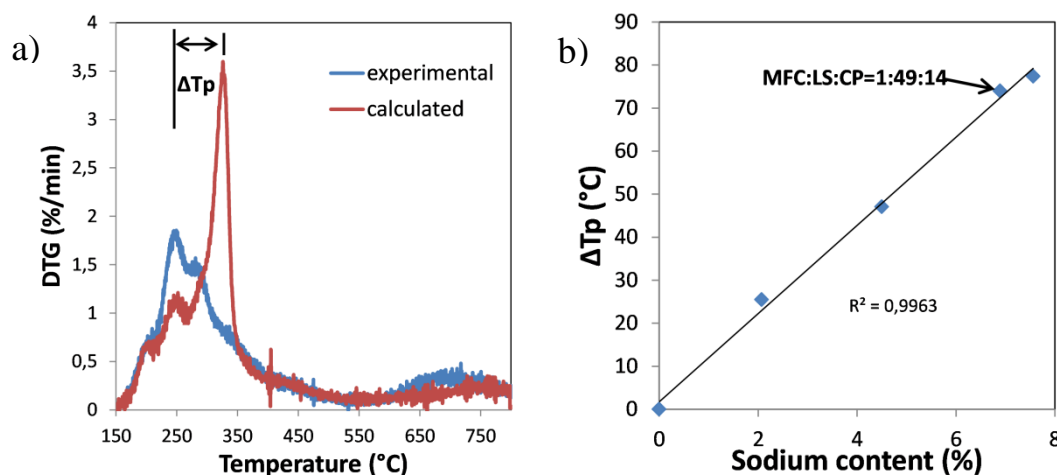 a)
4
3,5
3
2,5
2
1,5
1
0,5
0
DTG (%/min)
ΔTp
experimental
calculated
150 250 350 450 550 650 750
Temperature (°C)
b)
90
80
70
60
50
40
30
20
10
0
ΔTp (°C)
MFC:LS:CP=1:49:14
R² = 0,9963
0 2 4 6 8
Sodium content (%)